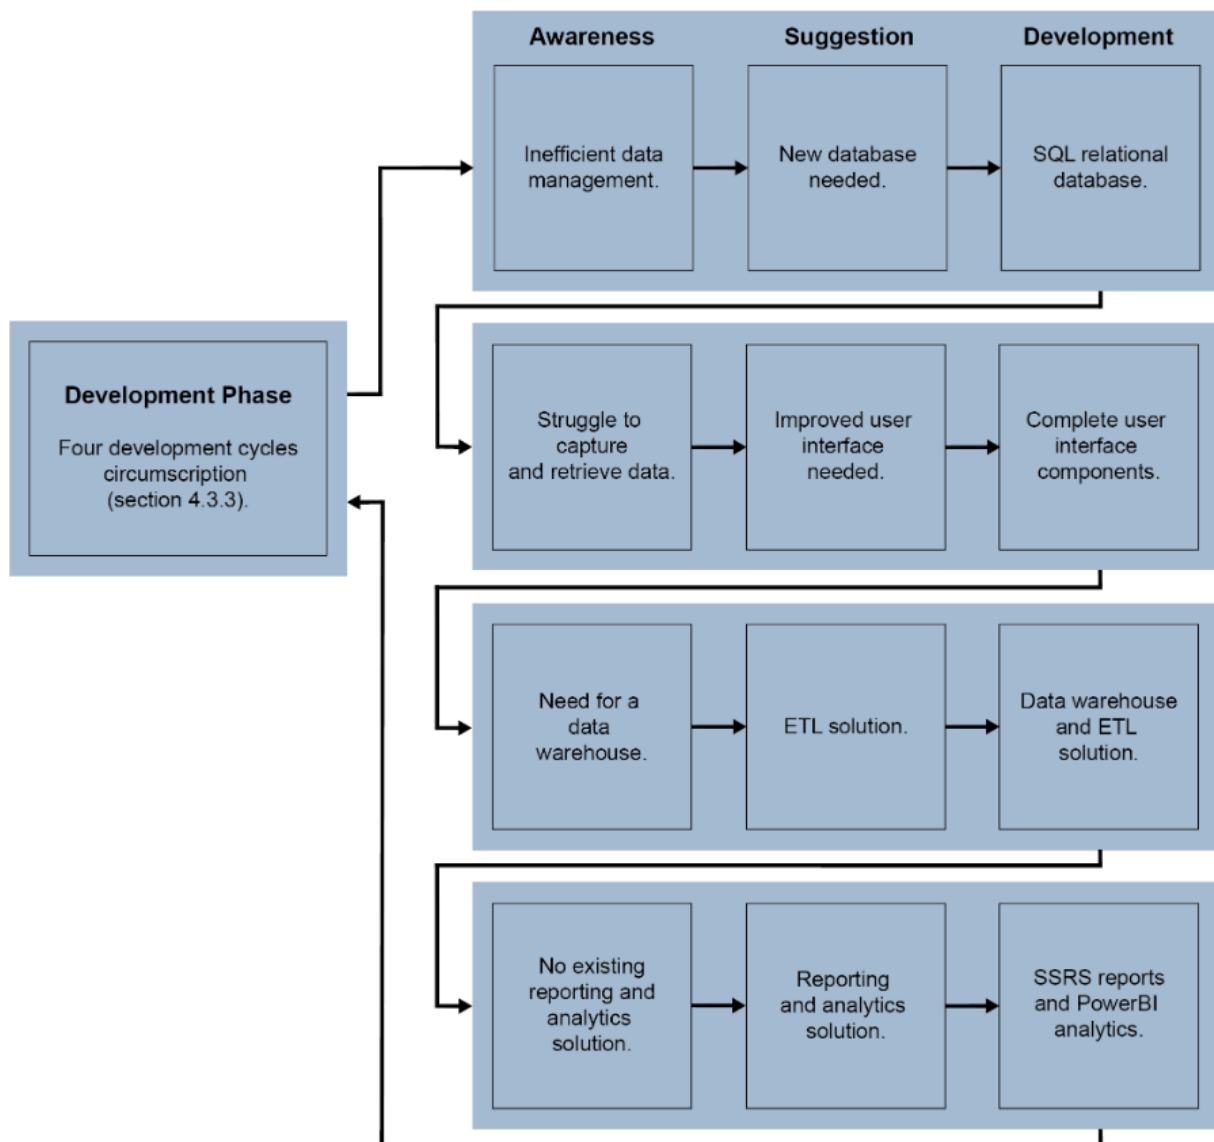 Awareness
Suggestion
Development
Inefficient data
management.
New database
needed.
SQL relational
database.
Development Phase
Four development cycles
circumscription
(section 4.3.3).
Struggle to
capture
and retrieve data.
Improved user
interface
needed.
Complete user
interface
components.
Need for a
data
warehouse.
ETL solution.
Data warehouse
and ETL
solution.
No existing
reporting and
analytics
solution.
Reporting
and analytics
solution.
SSRS reports
and PowerBI
analytics.